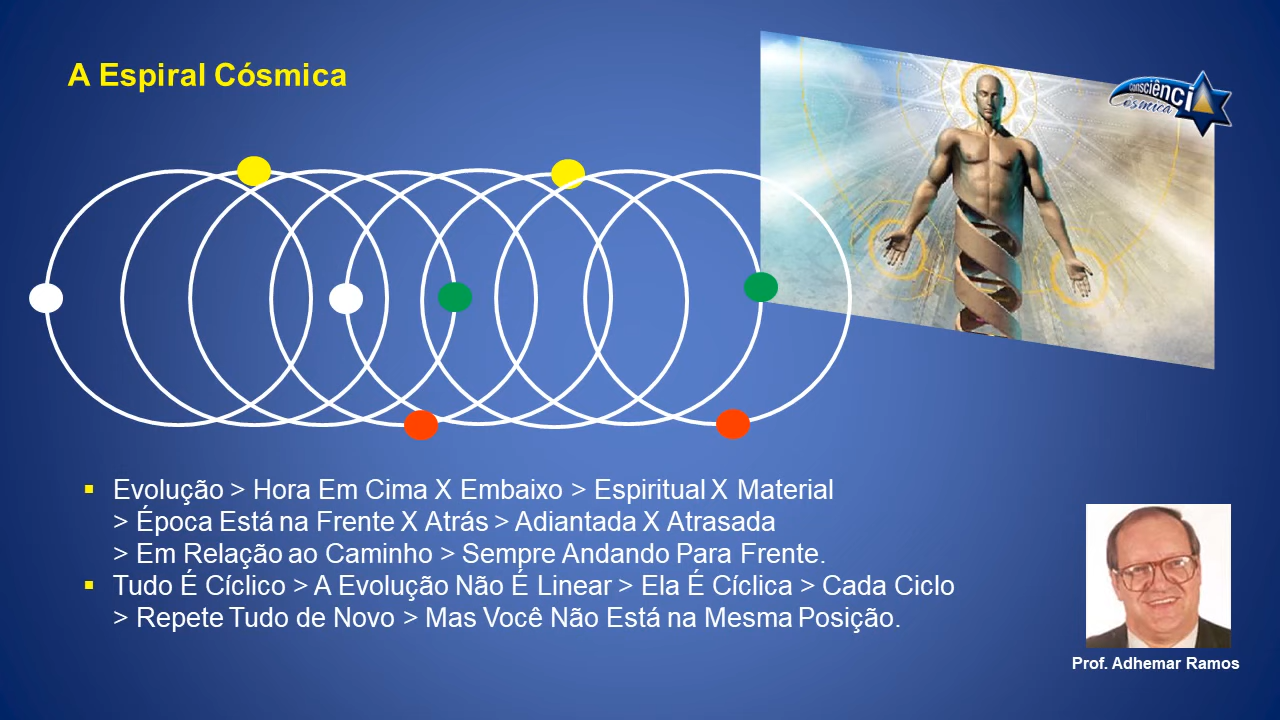 A Espiral Cósmica
consciênci
Cósmica
▪ Evolução > Hora Em Cima X Embaixo > Espiritual X Material
> Época Está na Frente X Atrás > Adiantada X Atrasada
> Em Relação ao Caminho > Sempre Andando Para Frente.
▪ Tudo É Cíclico > A Evolução Não É Linear > Ela É Cíclica > Cada Ciclo
> Repete Tudo de Novo > Mas Você Não Está na Mesma Posição.
Prof. Adhemar Ramos